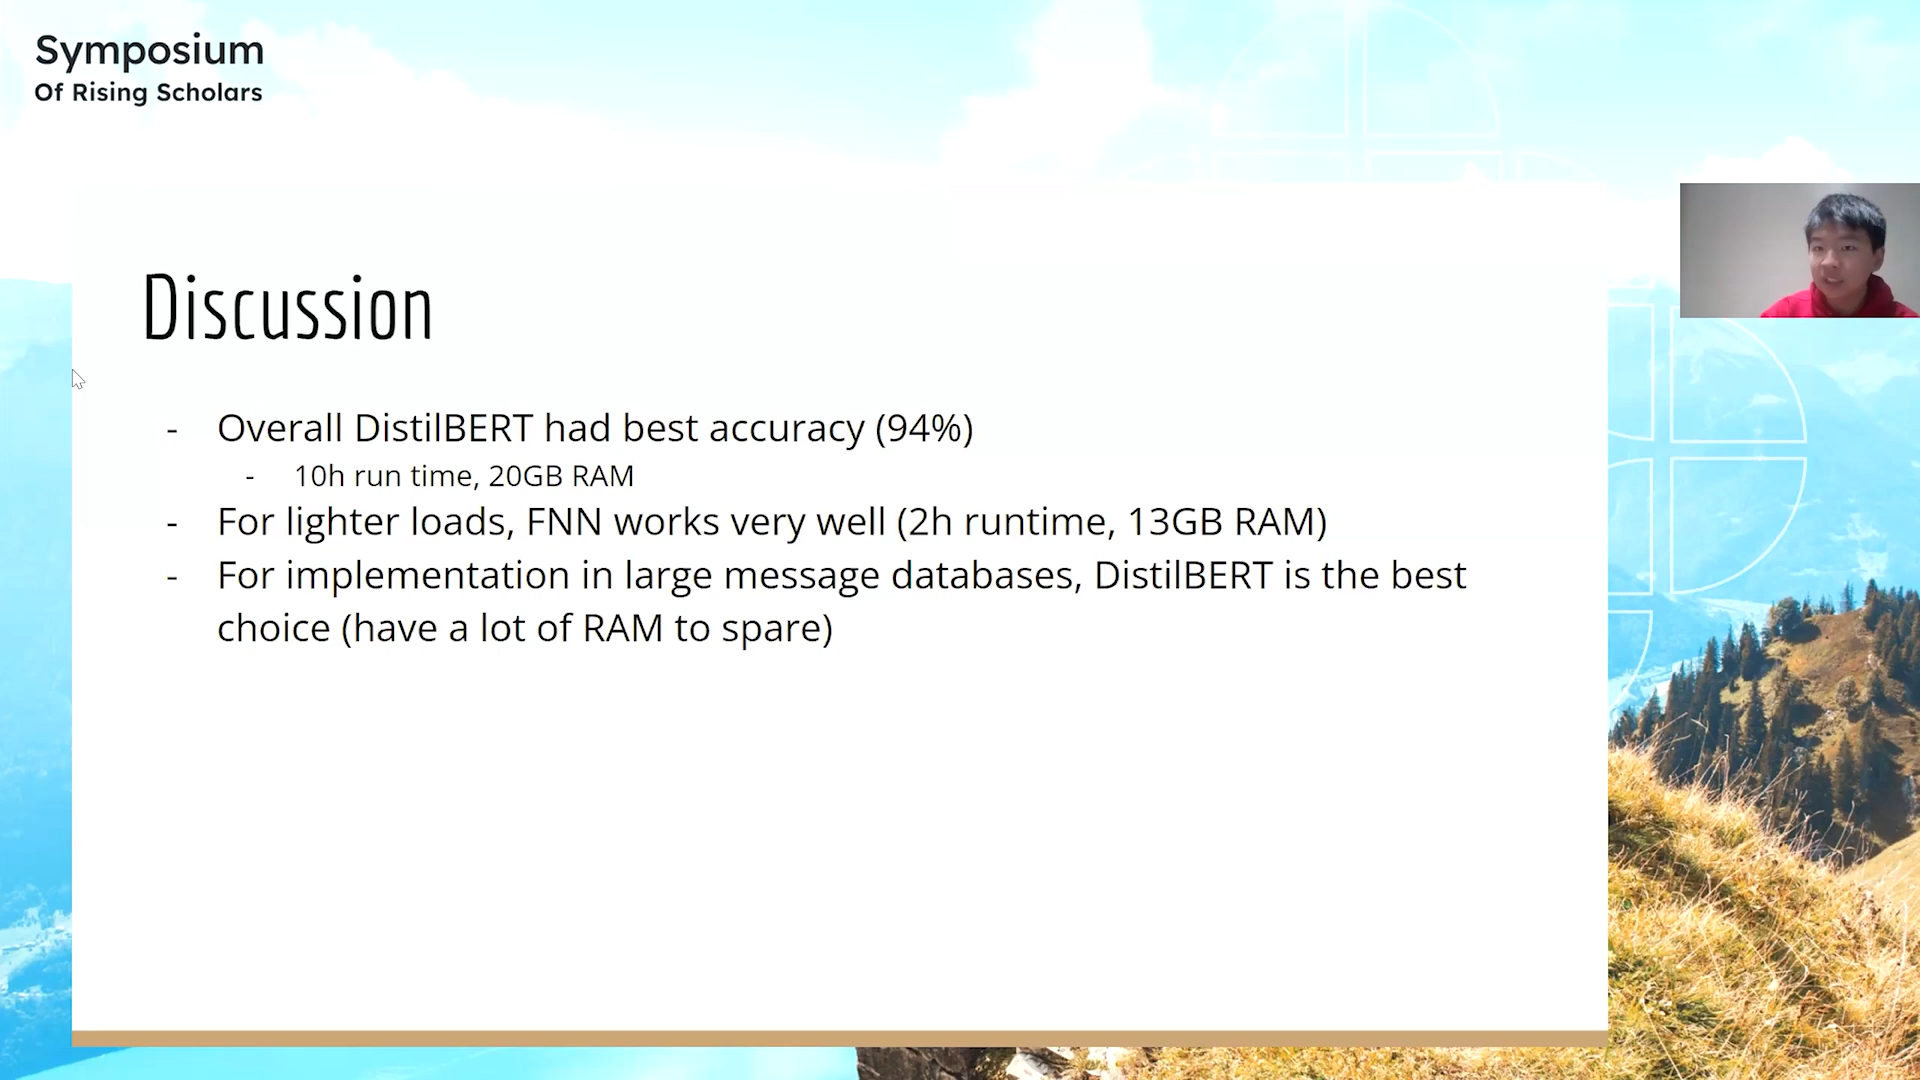 Symposium
Of Rising Scholars
Discussion
- Overall DistilBERT had best accuracy (94%)
- 10h run time, 20GB RAM
- For lighter loads, FNN works very well (2h runtime, 13GB RAM)
- For implementation in large message databases, DistilBERT is the best
choice (have a lot of RAM to spare)